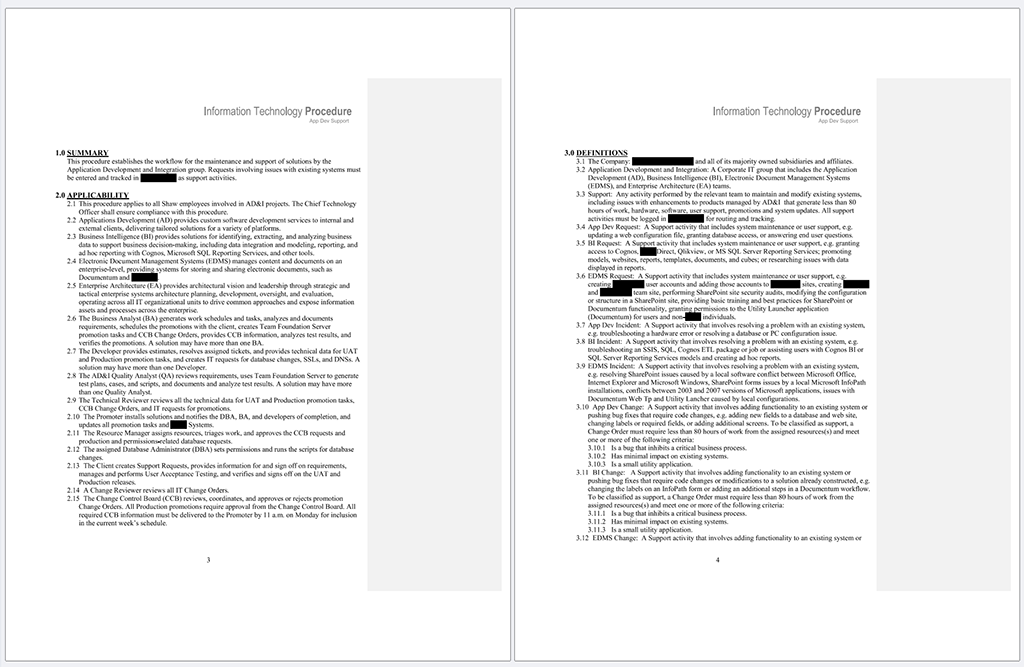 Information Technology Procedure
App Dev Support
1.0 SUMMARY
This procedure establishes the workflow for the maintenance and support of solutions by the
Application Development and Integration group. Requests involving issues with existing systems must
be entered and tracked in as support activities.
2.0 APPLICABILITY
2.1 This procedure applies to all Shaw employees involved in AD&I projects. The Chief Technology
Officer shall ensure compliance with this procedure.
2.2 Applications Development (AD) provides custom software development services to internal and
external clients, delivering tailored solutions for a variety of platforms.
2.3 Business Intelligence (BI) provides solutions for identifying, extracting, and analyzing business
data to support business decision-making, including data integration and modeling, reporting, and
ad hoc reporting with Cognos, Microsoft SQL Reporting Services, and other tools.
2.4 Electronic Document Management Systems (EDMS) manages content and documents on an
enterprise-level, providing systems for storing and sharing electronic documents, such as
Documentum and .
2.5 Enterprise Architecture (EA) provides architectural vision and leadership through strategic and
tactical enterprise systems architecture planning, development, oversight, and evaluation,
operating across all IT organizational units to drive common approaches and expose information
assets and processes across the enterprise.
2.6 The Business Analyst (BA) generates work schedules and tasks, analyzes and documents
requirements, schedules the promotions with the client, creates Team Foundation Server
promotion tasks and CCB Change Orders, provides CCB information, analyzes test results, and
verifies the promotions. A solution may have more than one BA.
2.7 The Developer provides estimates, resolves assigned tickets, and provides technical data for UAT
and Production promotion tasks, and creates IT requests for database changes, SSLs, and DNSs. A
solution may have more than one Developer.
2.8 The AD&I Quality Analyst (QA) reviews requirements, uses Team Foundation Server to generate
test plans, cases, and scripts, and documents and analyze test results. A solution may have more
than one Quality Analyst.
2.9 The Technical Reviewer reviews all the technical data for UAT and Production promotion tasks,
CCB Change Orders, and IT requests for promotions.
2.10 The Promoter installs solutions and notifies the DBA, BA, and developers of completion, and
updates all promotion tasks and Systems.
2.11 The Resource Manager assigns resources, triages work, and approves the CCB requests and
production and permissions-related database requests.
2.12 The assigned Database Administrator (DBA) sets permissions and runs the scripts for database
changes.
2.13 The Client creates Support Requests, provides information for and sign off on requirements,
manages and performs User Acceptance Testing, and verifies and signs off on the UAT and
Production releases.
2.14 A Change Reviewer reviews all IT Change Orders.
2.15 The Change Control Board (CCB) reviews, coordinates, and approves or rejects promotion
Change Orders. All Production promotions require approval from the Change Control Board. All
required CCB information must be delivered to the Promoter by 11 a.m. on Monday for inclusion
in the current week's schedule.
3
Information Technology Procedure
App Dev Support
3.0 DEFINITIONS
3.1 The Company: and all of its majority owned subsidiaries and affiliates.
3.2 Application Development and Integration: A Corporate IT group that includes the Application
Development (AD), Business Intelligence (BI), Electronic Document Management Systems
(EDMS), and Enterprise Architecture (EA) teams.
3.3 Support: Any activity performed by the relevant team to maintain and modify existing systems,
including issues with enhancements to products managed by AD&I that generate less than 80
hours of work, hardware, software, user support, promotions and system updates. All support
activities must be logged in for routing and tracking.
3.4 App Dev Request: A Support activity that includes system maintenance or user support, e.g.
updating a web configuration file, granting database access, or answering end user questions.
3.5 BI Request: A Support activity that includes system maintenance or user support, e.g. granting
access to Cognos, Direct, Qlikview, or MS SQL Server Reporting Services; promoting
models, websites, reports, templates, documents, and cubes; or researching issues with data
displayed in reports.
3.6 EDMS Request: A Support activity that includes system maintenance or user support, e.g.
creating user accounts and adding those accounts to sites, creating
and team site, performing SharePoint site security audits, modifying the configuration
or structure in a SharePoint site, providing basic training and best practices for SharePoint or
Documentum functionality, granting permissions to the Utility Launcher application
(Documentum) for users and non- individuals.
3.7 App Dev Incident: A Support activity that involves resolving a problem with an existing system,
e.g. troubleshooting a hardware error or resolving a database or PC configuration issue.
3.8 BI Incident: A Support activity that involves resolving a problem with an existing system, e.g.
troubleshooting an SSIS, SQL, Cognos ETL package or job or assisting users with Cognos BI or
SQL Server Reporting Services models and creating ad hoc reports.
3.9 EDMS Incident: A Support activity that involves resolving a problem with an existing system,
e.g. resolving SharePoint issues caused by a local software conflict between Microsoft Office,
Internet Explorer and Microsoft Windows, SharePoint forms issues by a local Microsoft InfoPath
installations, conflicts between 2003 and 2007 versions of Microsoft applications, issues with
Documentum Web Tp and Utility Lancher caused by local configurations.
3.10 App Dev Change: A Support activity that involves adding functionality to an existing system or
pushing bug fixes that require code changes, e.g. adding new fields to a database and web site,
changing labels or required fields, or adding additional screens. To be classified as support, a
Change Order must require less than 80 hours of work from the assigned resource(s) and meet
one or more of the following criteria:
3.10.1 Is a bug that inhibits a critical business process.
3.10.2 Has minimal impact on existing systems.
3.10.3 Is a small utility application.
3.11 BI Change: A Support activity that involves adding functionality to an existing system or
pushing bug fixes that require code changes or modifications to a solution already constructed, e.g.
changing the labels on an InfoPath form or adding an additional steps in a Documentum workflow.
To be classified as support, a Change Order must require less than 80 hours of work from the
assigned resources(s) and meet one or more of the following criteria:
3.11.1 Is a bug that inhibits a critical business process.
3.11.2 Has minimal impact on existing systems.
3.11.3 Is a small utility application.
3.12 EDMS Change: A Support activity that involves adding functionality to an existing system or
4